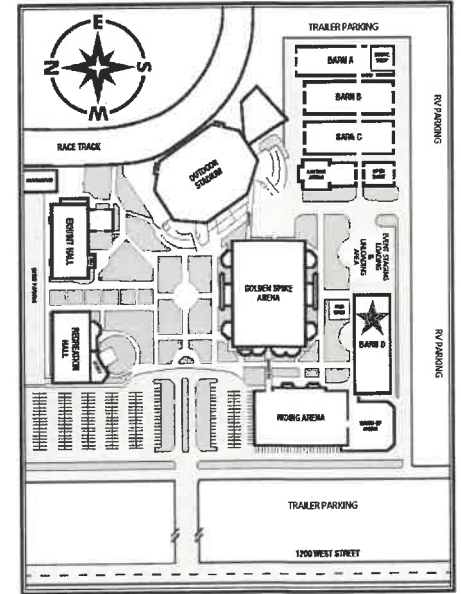 TRAILER PARKING
E
N
S
W
BARN A
BARN B
BARN C
RV PARKING
RACE TRACK
OUTDOOR
STADIUM
EXHIBIT HALL
EVENT STAGING
LOADING
&
UNLOADING
AREA
GOLDEN SPIKE
ARENA
BARN D
RV PARKING
RECREATION
HALL
RIDING ARENA
WARM-UP
ARENA
TRAILER PARKING
1200 WEST STREET